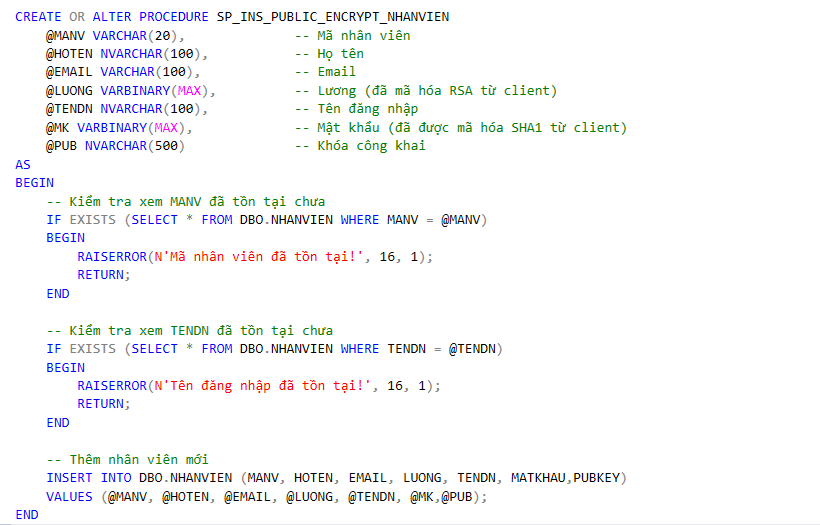 CREATE OR ALTER PROCEDURE SP_INS_PUBLIC_ENCRYPT_NHANVIEN
    @MANV VARCHAR(20),              -- Mã nhân viên
    @HOTEN NVARCHAR(100),           -- Họ tên
    @EMAIL VARCHAR(100),            -- Email
    @LUONG VARBINARY(MAX),          -- Lương (đã mã hóa RSA từ client)
    @TENDN NVARCHAR(100),           -- Tên đăng nhập
    @MK VARBINARY(MAX),             -- Mật khẩu (đã được mã hóa SHA1 từ client)
    @PUB NVARCHAR(500)              -- Khóa công khai
AS
BEGIN
    -- Kiểm tra xem MANV đã tồn tại chưa
    IF EXISTS (SELECT * FROM DBO.NHANVIEN WHERE MANV = @MANV)
    BEGIN
        RAISERROR(N'Mã nhân viên đã tồn tại!', 16, 1);
        RETURN;
    END

    -- Kiểm tra xem TENDN đã tồn tại chưa
    IF EXISTS (SELECT * FROM DBO.NHANVIEN WHERE TENDN = @TENDN)
    BEGIN
        RAISERROR(N'Tên đăng nhập đã tồn tại!', 16, 1);
        RETURN;
    END

    -- Thêm nhân viên mới
    INSERT INTO DBO.NHANVIEN (MANV, HOTEN, EMAIL, LUONG, TENDN, MATKHAU,PUBKEY)
    VALUES (@MANV, @HOTEN, @EMAIL, @LUONG, @TENDN, @MK,@PUB);
END